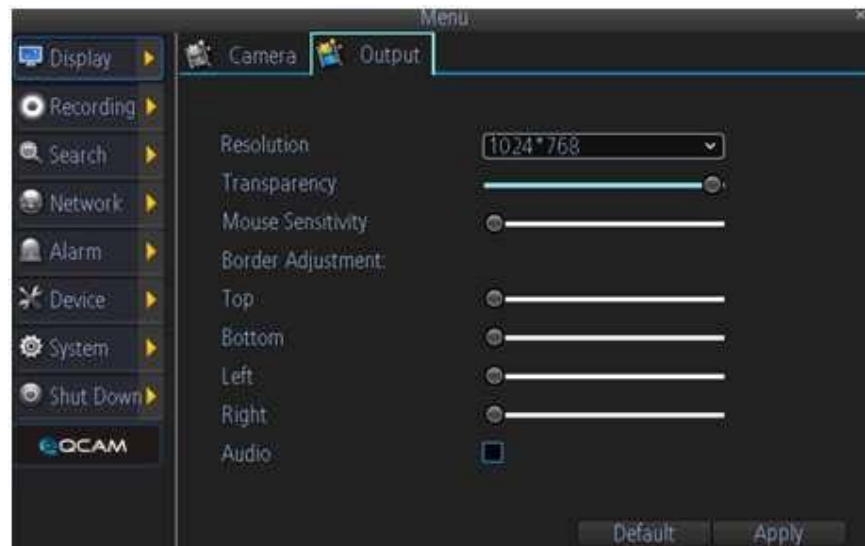 Menu
Display
Recording
Search
Network
Alarm
Device
System
Shut Down
QCAM
Camera
Output
Resolution
1024*768
Transparency
Mouse Sensitivity
Border Adjustment:
Top
Bottom
Left
Right
Audio
Default
Apply